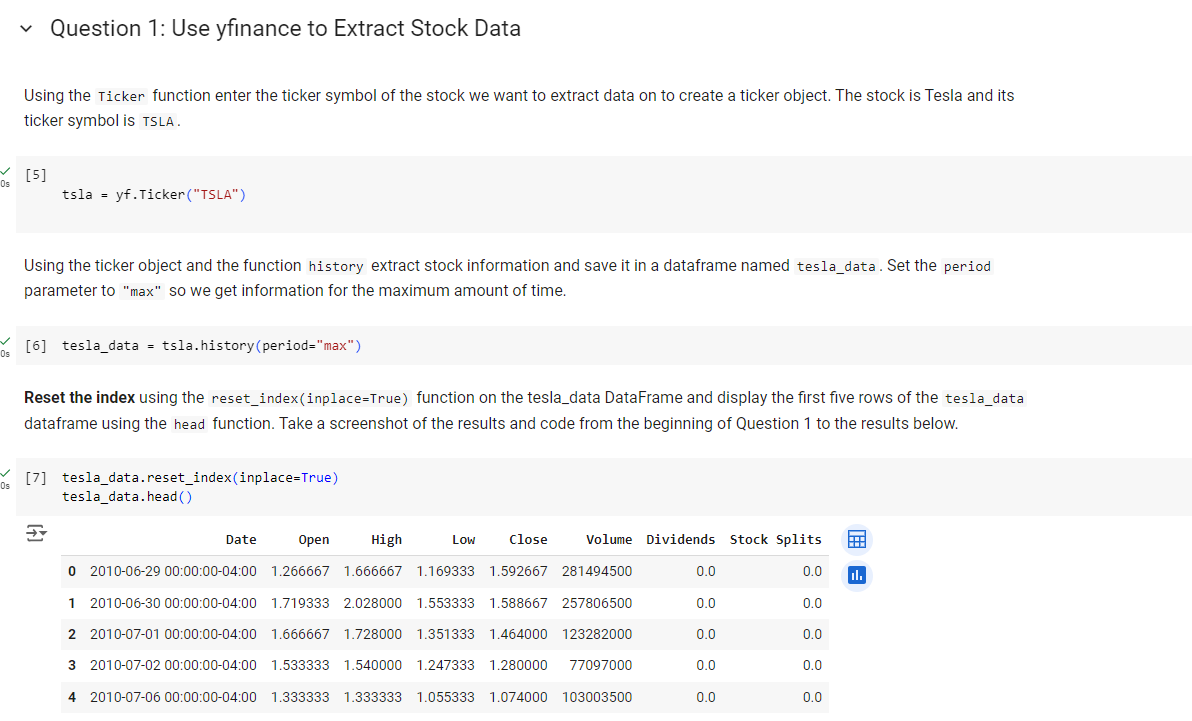 Question 1: Use yfinance to Extract Stock Data
Using the Ticker function enter the ticker symbol of the stock we want to extract data on to create a ticker object. The stock is Tesla and its
ticker symbol is TSLA.
0s
[5]
tsla = yf.Ticker("TSLA")
Using the ticker object and the function history extract stock information and save it in a dataframe named tesla_data. Set the period
parameter to "max" so we get information for the maximum amount of time.
0s
[6] tesla_data = tsla.history(period="max")
Reset the index using the reset_index(inplace=True) function on the tesla_data DataFrame and display the first five rows of the tesla_data
dataframe using the head function. Take a screenshot of the results and code from the beginning of Question 1 to the results below.
0s
[7] tesla_data.reset_index(inplace=True)
tesla_data.head()
Date Open High Low Close Volume Dividends Stock Splits
0 2010-06-29 00:00:00-04:00 1.266667 1.666667 1.169333 1.592667 281494500 0.0 0.0
1 2010-06-30 00:00:00-04:00 1.719333 2.028000 1.553333 1.588667 257806500 0.0 0.0
2 2010-07-01 00:00:00-04:00 1.666667 1.728000 1.351333 1.464000 123282000 0.0 0.0
3 2010-07-02 00:00:00-04:00 1.533333 1.540000 1.247333 1.280000 77097000 0.0 0.0
4 2010-07-06 00:00:00-04:00 1.333333 1.333333 1.055333 1.074000 103003500 0.0 0.0